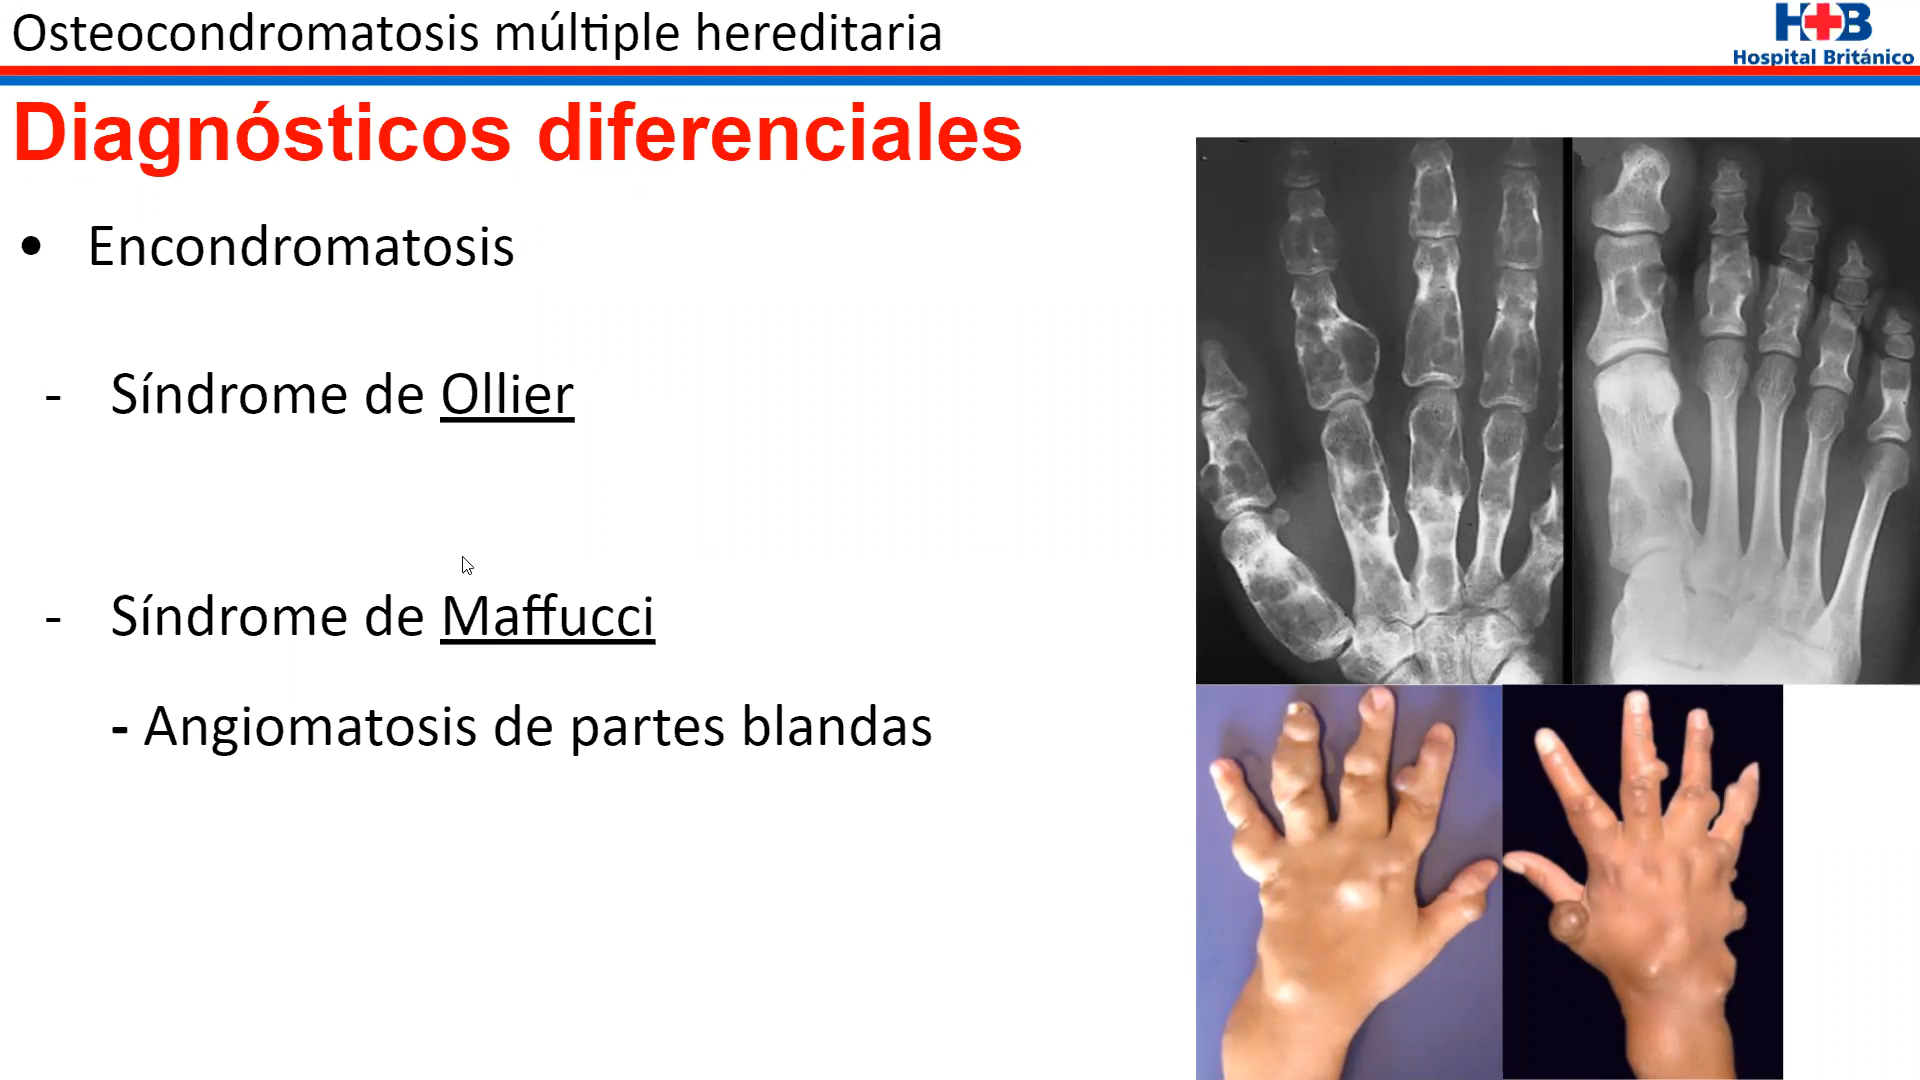 Osteocondromatosis múltiple hereditaria
H+B
Hospital Británico
Diagnósticos diferenciales
• Encondromatosis
- Síndrome de Ollier
- Síndrome de Maffucci
- Angiomatosis de partes blandas